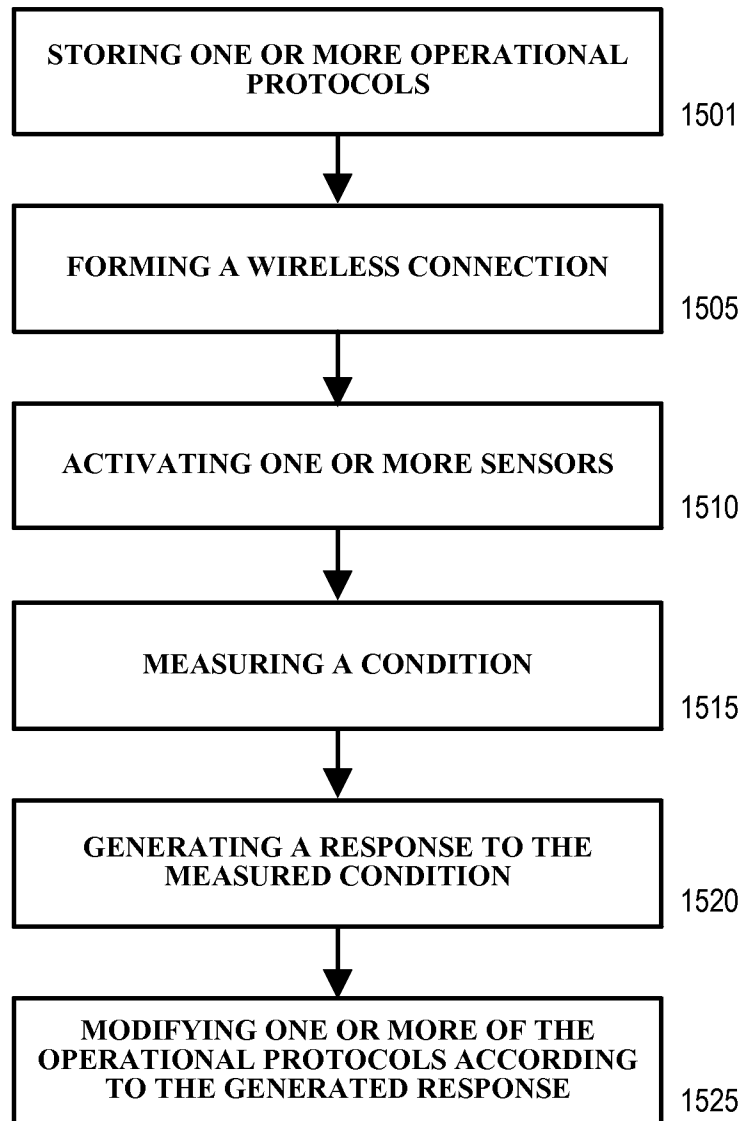 STORING ONE OR MORE OPERATIONAL
PROTOCOLS
1501
FORMING A WIRELESS CONNECTION
1505
ACTIVATING ONE OR MORE SENSORS
1510
MEASURING A CONDITION
1515
GENERATING A RESPONSE TO THE
MEASURED CONDITION
1520
MODIFYING ONE OR MORE OF THE
OPERATIONAL PROTOCOLS ACCORDING
TO THE GENERATED RESPONSE
1525